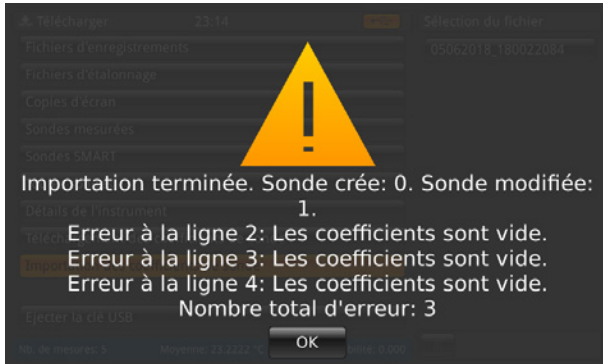 Télécharger 23:14 Sélection du fichier
Fichiers d'enregistrements 05062018_180022084
Fichiers d'étalonnage
Copies d'écran
Sondes mesurées
Sondes SMART
Importation terminée. Sonde crée: 0. Sonde modifiée:
1.
Détails de l'instrument
Erreur à la ligne 2: Les coefficients sont vide.
Erreur à la ligne 3: Les coefficients sont vide.
Erreur à la ligne 4: Les coefficients sont vide.
Nombre total d'erreur: 3
Ejecter la clé USB
OK
Nb. de mesures: 5 Moyenne: 23.2222 °C 0.000